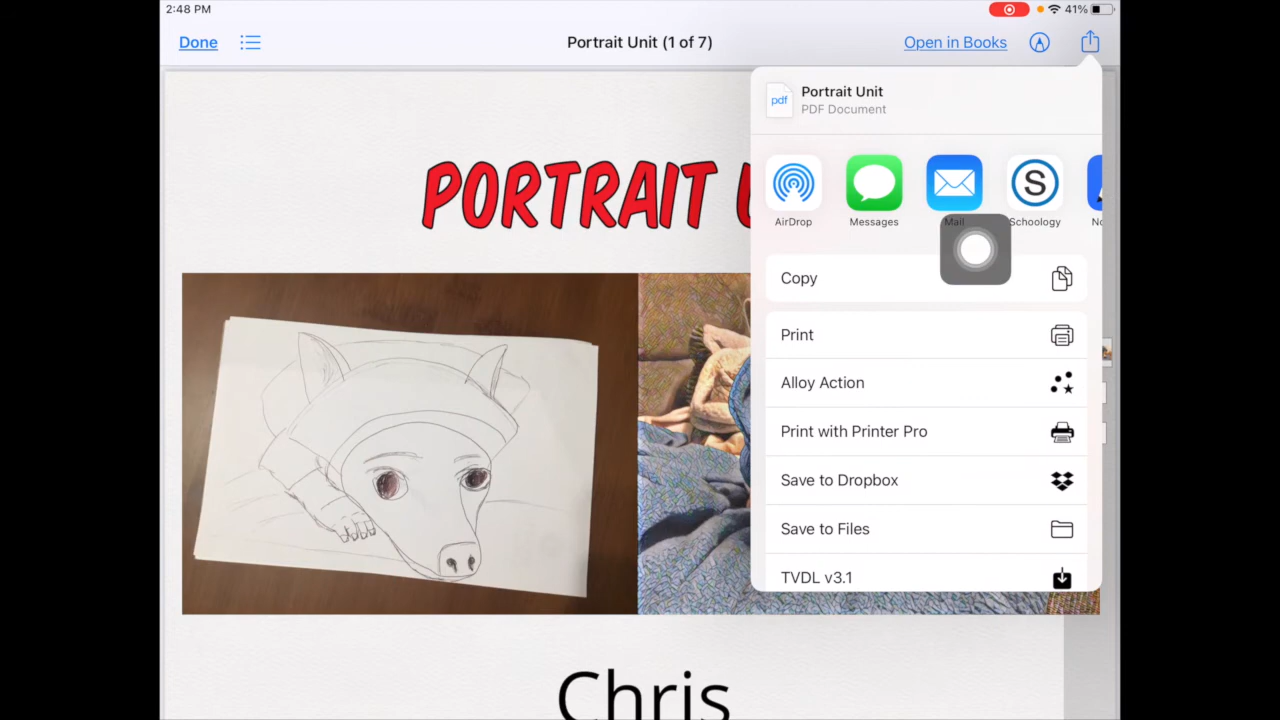 2:48 PM
41%
Done
Portrait Unit (1 of 7)
Open in Books
pdf
Portrait Unit
PDF Document
PORTRAIT U
S
AirDrop
Messages
Mail
Schoology
No
Copy
Print
Alloy Action
Print with Printer Pro
Save to Dropbox
Save to Files
TVDL v3.1
Chris